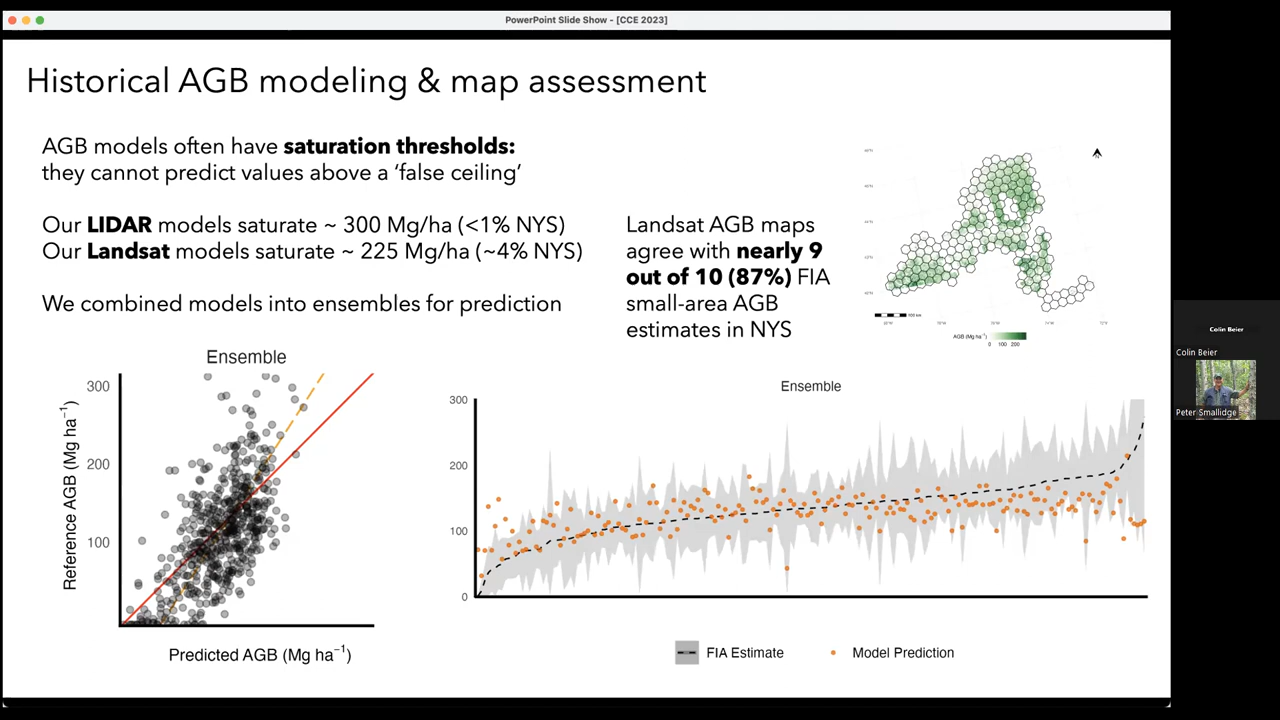 PowerPoint Slide Show - [CCE 2023]
Historical AGB modeling & map assessment
AGB models often have saturation thresholds:
they cannot predict values above a ‘false ceiling’
Our LIDAR models saturate ~ 300 Mg/ha (<1% NYS)
Our Landsat models saturate ~ 225 Mg/ha (~4% NYS)
We combined models into ensembles for prediction
Landsat AGB maps
agree with nearly 9
out of 10 (87%) FIA
small-area AGB
estimates in NYS
AGB (Mg ha⁻¹)
0 100 200
Ensemble
300
200
100
Reference AGB (Mg ha⁻¹)
Predicted AGB (Mg ha⁻¹)
Ensemble
300
200
100
0
FIA Estimate
Model Prediction
Colin Beier
Colin Beier
Peter Smallidge